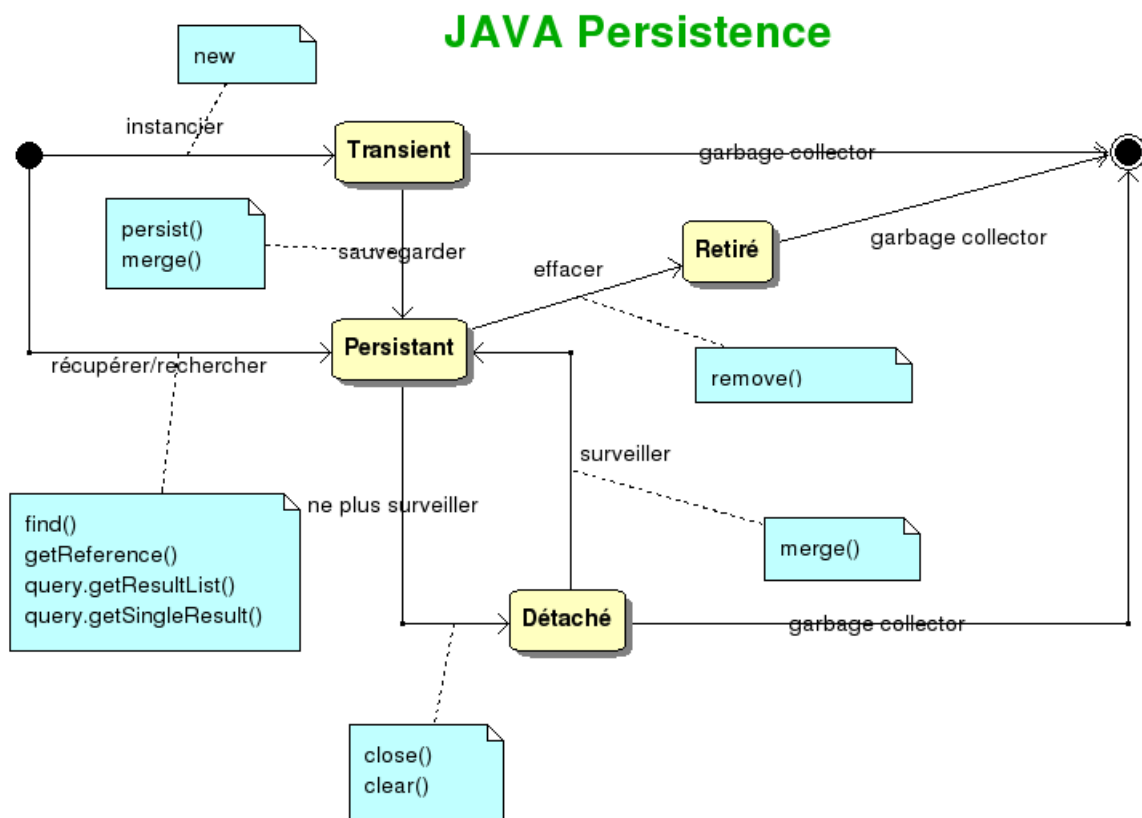 JAVA Persistence
new
instancier
Transient
garbage collector
persist()
merge()
sauvegarder
Retiré
garbage collector
effacer
Persistant
récupérer/rechercher
remove()
surveiller
ne plus surveiller
find()
getReference()
query.getResultList()
query.getSingleResult()
merge()
Détaché
garbage collector
close()
clear()